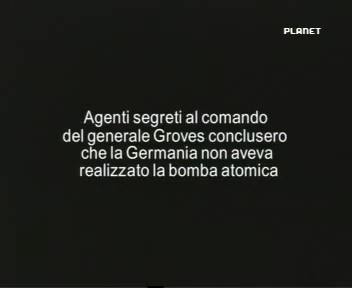 PLANET
Agenti segreti al comando
del generale Groves conclusero
che la Germania non aveva
realizzato la bomba atomica